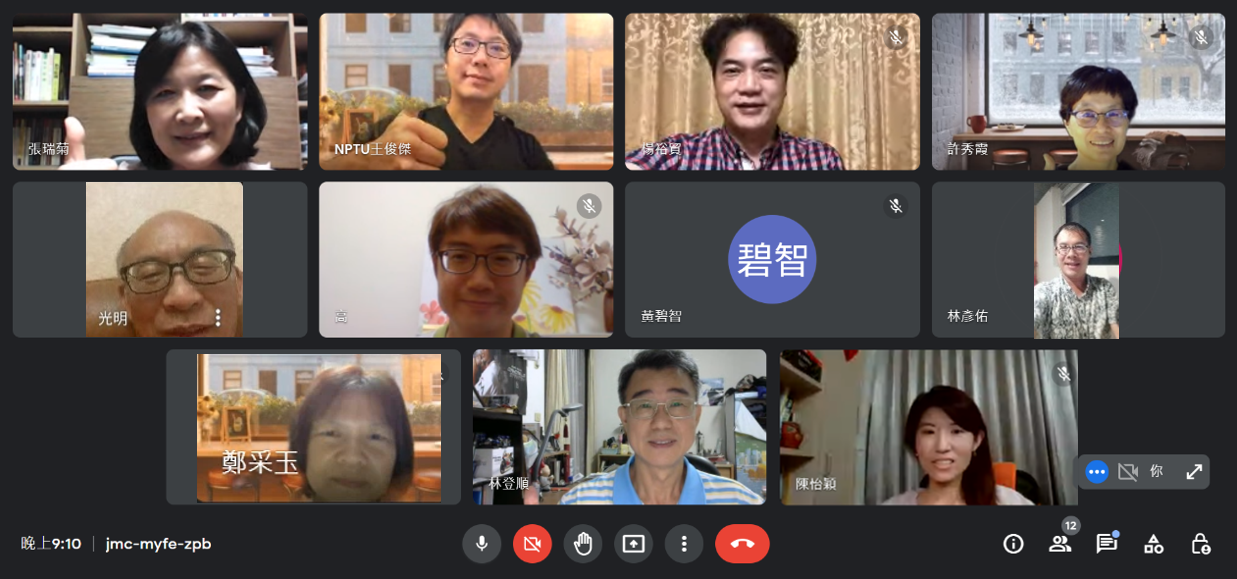 張瑞菊
NPTU王俊傑
楊裕貿
許秀霞
光明
高
碧智
黃碧智
林彥佑
鄭采玉
林登順
陳怡穎
你
12
晚上9:10 | jmc-myfe-zpb